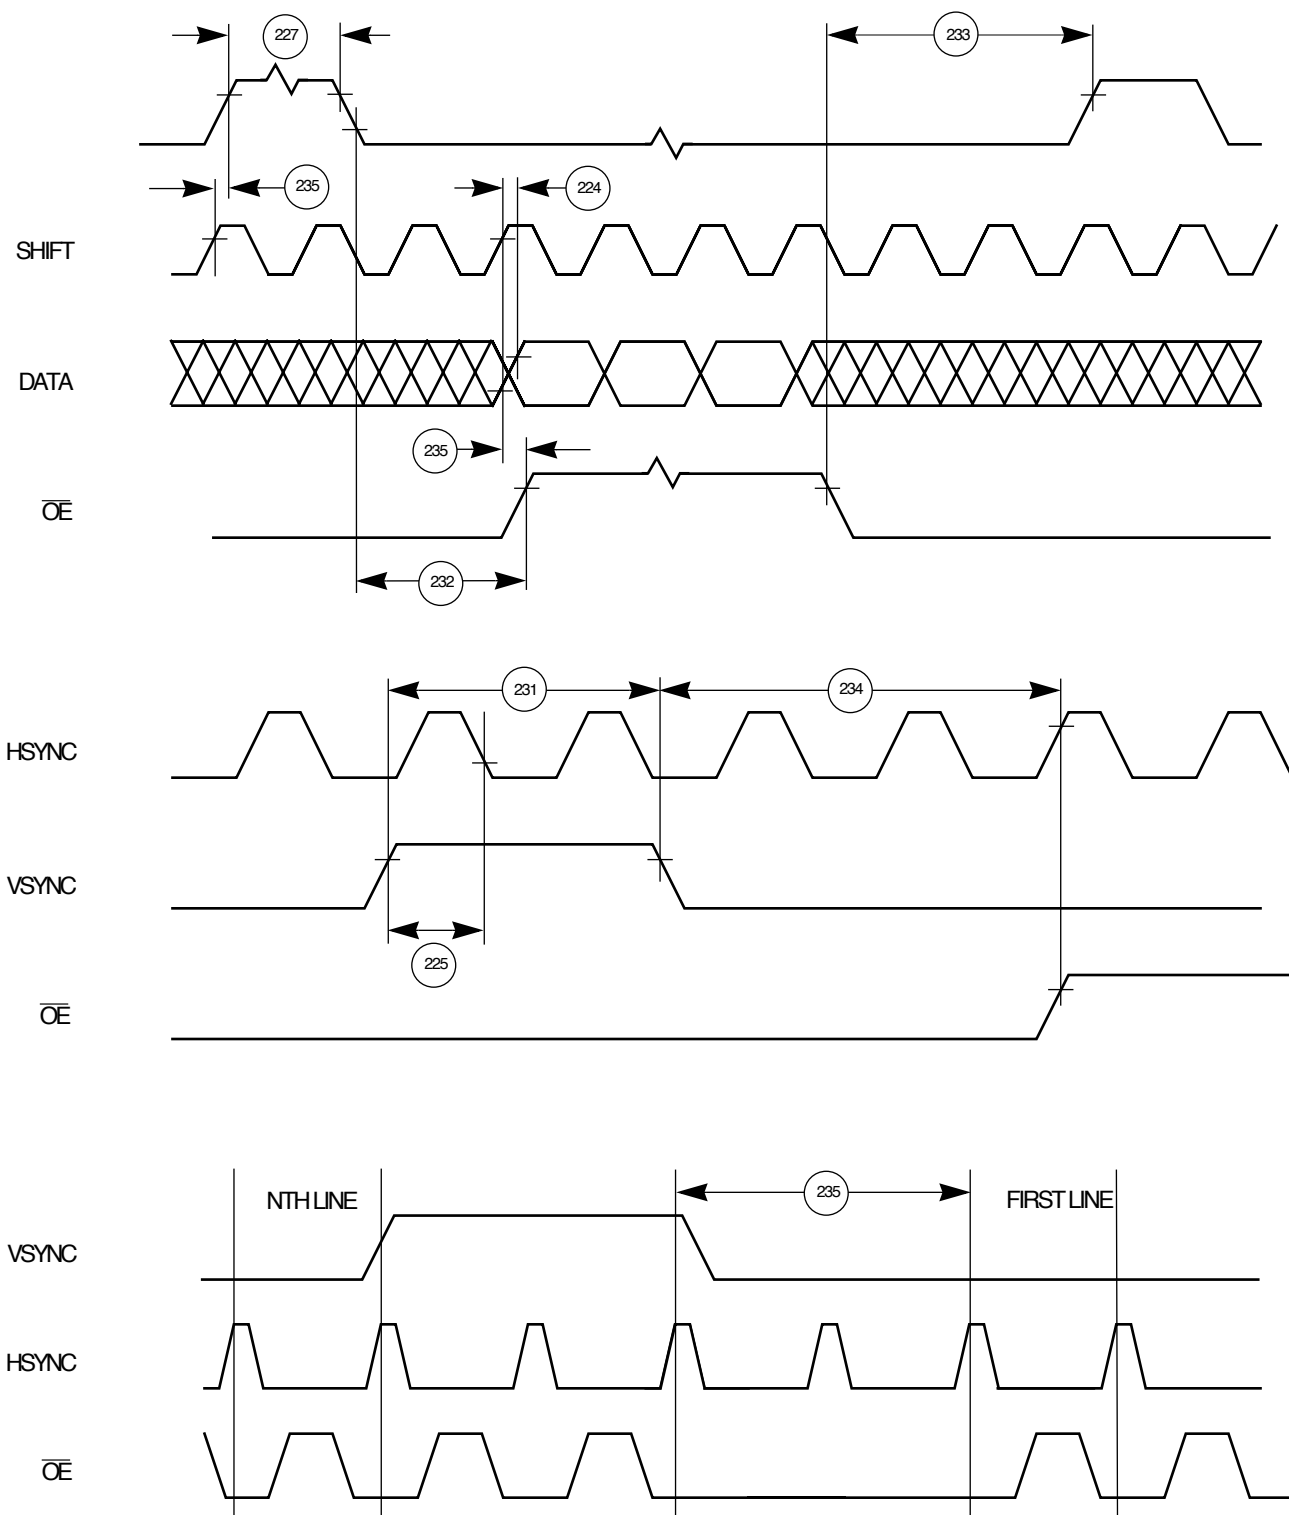 227
233
235
224
SHIFT
DATA
235
OE
232
231
234
HSYNC
VSYNC
225
OE
NTH LINE
235
FIRST LINE
VSYNC
HSYNC
OE